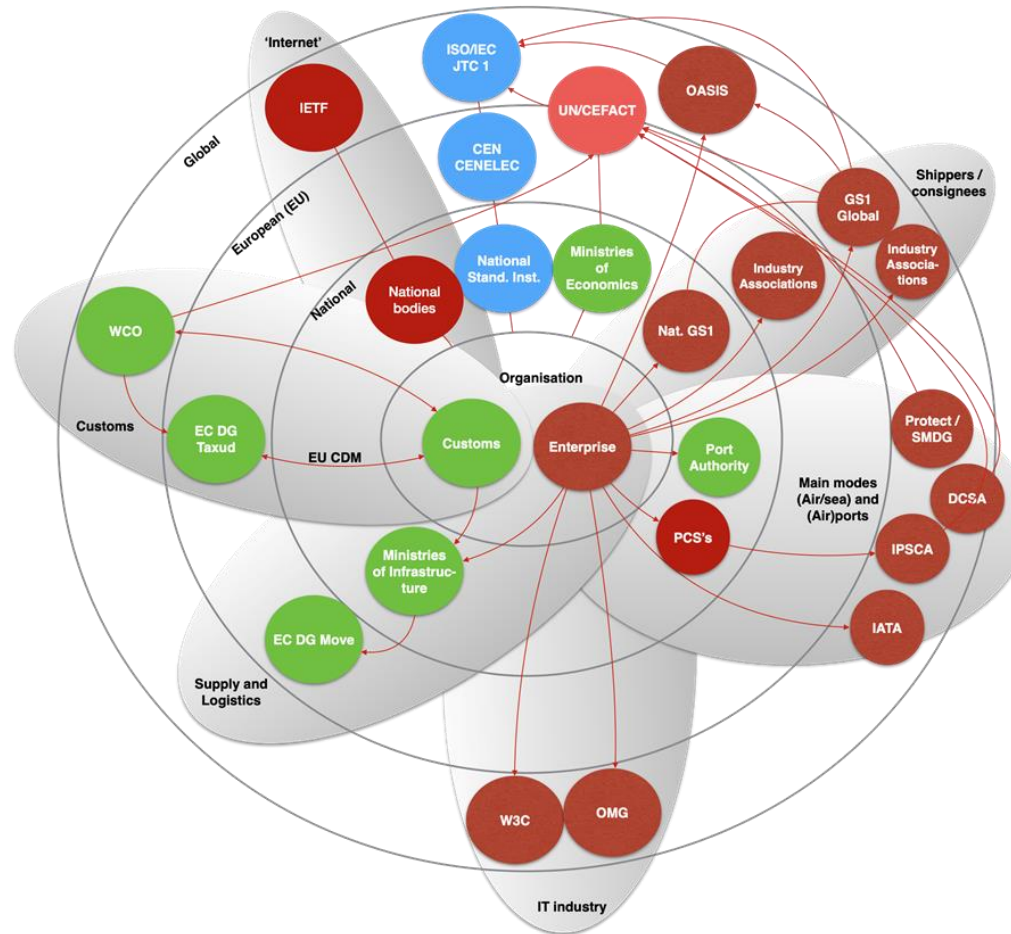 'Internet'
ISO/IEC
JTC 1
OASIS
IETF
UN/CEFACT
Global
CEN
CENELEC
Shippers /
consignees
European (EU)
GS1
Global
National
National
Stand. Inst.
Ministries
of
Economics
Industry
Associations
Industry
Associa-
tions
National
bodies
WCO
Nat. GS1
Organisation
Customs
EC DG
Taxud
EU CDM
Customs
Enterprise
Port
Authority
Protect /
SMDG
Main modes
(Air/sea) and
(Air)ports
DCSA
PCS's
IPSCA
Ministries
of Infrastruc-
ture
EC DG Move
IATA
Supply and
Logistics
W3C
OMG
IT industry